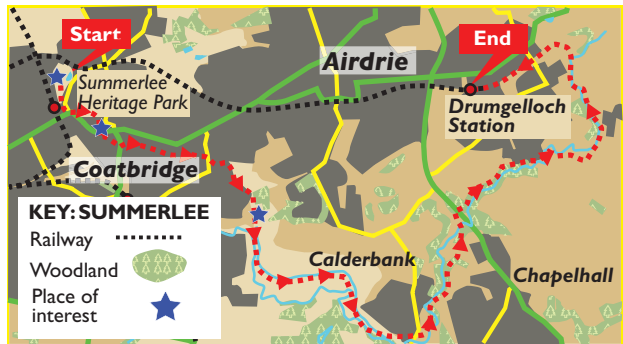 Start
End
Airdrie
Summerlee
Heritage Park
Drumgelloch
Station
Coatbridge
KEY: SUMMERLEE
Railway
Woodland
Place of
interest
Calderbank
Chapelhall